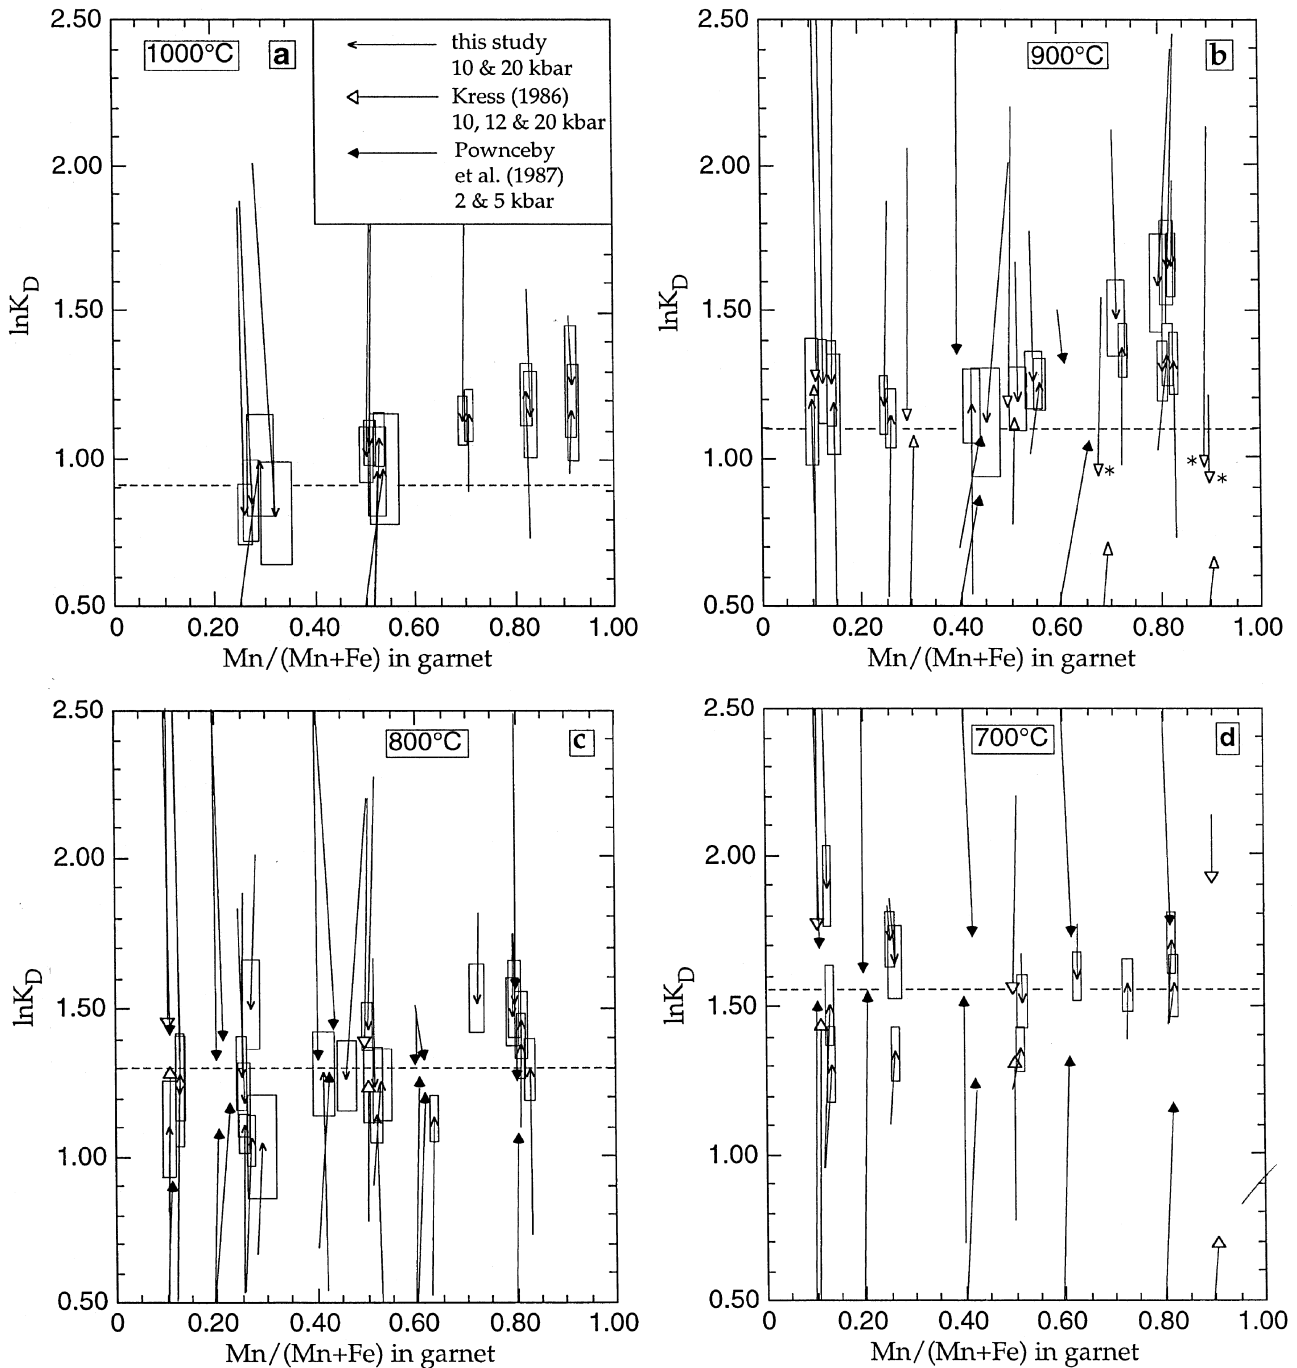 2.50
2.00
1.50
1.00
0.50
lnK_D
1000°C
a
this study
10 & 20 kbar
Kress (1986)
10, 12 & 20 kbar
Pownceby
et al. (1987)
2 & 5 kbar
0 0.20 0.40 0.60 0.80 1.00
Mn/(Mn+Fe) in garnet
2.50
2.00
1.50
1.00
0.50
lnK_D
900°C
b
*
*
*
0 0.20 0.40 0.60 0.80 1.00
Mn/(Mn+Fe) in garnet
2.50
2.00
1.50
1.00
0.50
lnK_D
800°C
c
0 0.20 0.40 0.60 0.80 1.00
Mn/(Mn+Fe) in garnet
2.50
2.00
1.50
1.00
0.50
lnK_D
700°C
d
0 0.20 0.40 0.60 0.80 1.00
Mn/(Mn+Fe) in garnet